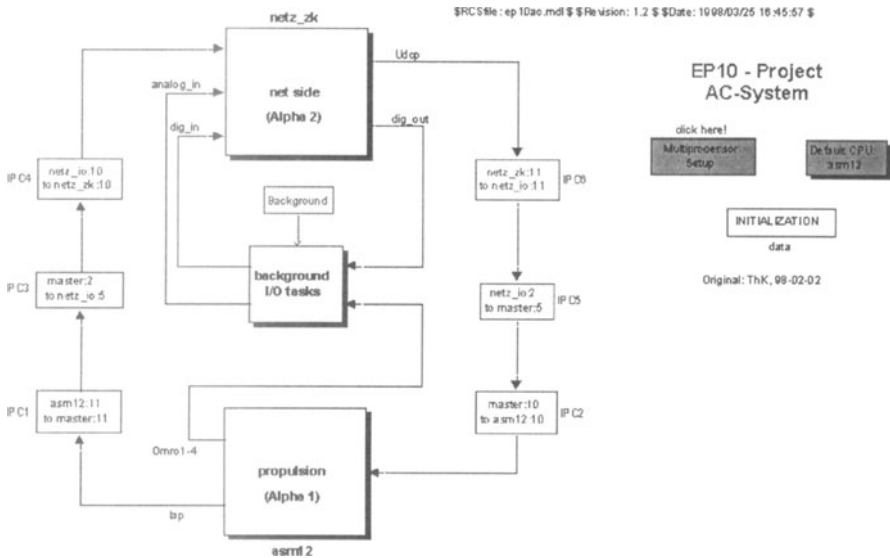 $RCSfile: ep10ao.mdl $ $Revision: 1.2 $ $Date: 1998/03/25 16:45:57 $
netz_zk
Udcp
analog_in
net side
(Alpha 2)
dig_in
dig_out
EP10 - Project
AC-System
click here!
Multiprocessor
Setup
Default CPU:
asm12
IPC4
netz_io:10
to netz_zk:10
netz_zk:11
to netz_io:11
IPC6
Background
INITIALIZATION
data
background
I/O tasks
IPC3
master:2
to netz_io:5
netz_io:2
to master:5
IPC5
Original: ThK, 98-02-02
IPC1
asm12:11
to master:11
master:10
to asm12:10
IPC2
Omro1-4
propulsion
(Alpha 1)
asm12